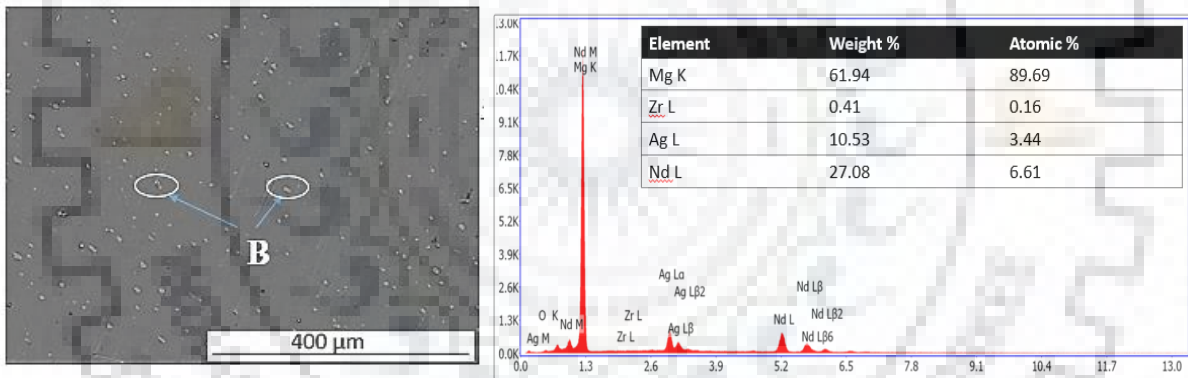 B
400 μm
13.0K
11.7K
10.4K
9.1K
7.8K
6.5K
5.2K
3.9K
2.6K
1.3K
0.0K
Nd M
Mg K
O K
Ag M
Nd M
Zr L
Zr L
Ag Lα
Ag Lβ2
Ag Lβ
Nd L
Nd Lβ
Nd Lβ2
Nd Lβ6
0.0 1.3 2.6 3.9 5.2 6.5 7.8 9.1 10.4 11.7 13.0
Element Weight % Atomic %
Mg K 61.94 89.69
Zr L 0.41 0.16
Ag L 10.53 3.44
Nd L 27.08 6.61